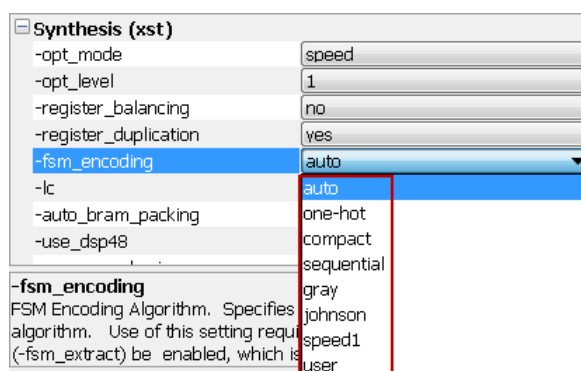 Synthesis (xst)
-opt_mode speed
-opt_level 1
-register_balancing no
-register_duplication yes
-fsm_encoding auto
-lc auto
-auto_bram_packing one-hot
-use_dsp48 compact
sequential
gray
johnson
speed1
user
-fsm_encoding
FSM Encoding Algorithm. Specifies
algorithm. Use of this setting requi
(-fsm_extract) be enabled, which is